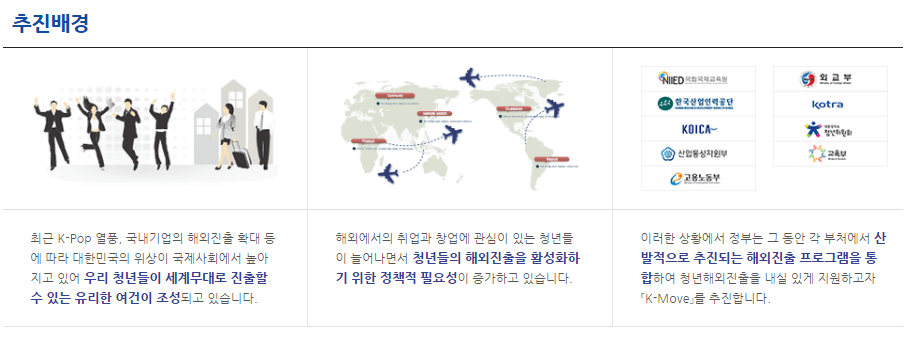 추진배경
NIIED 국립국제교육원
외교부
한국산업인력공단
kotra
KOICA
청년위원회
산업통상자원부
교육부
고용노동부
최근 K-Pop 열풍, 국내기업의 해외진출 확대 등
에 따라 대한민국의 위상이 국제사회에서 높아
지고 있어 우리 청년들이 세계무대로 진출할
수 있는 유리한 여건이 조성되고 있습니다.
해외에서의 취업과 창업에 관심이 있는 청년들
이 늘어나면서 청년들의 해외진출을 활성화하
기 위한 정책적 필요성이 증가하고 있습니다.
이러한 상황에서 정부는 그 동안 각 부처에서 산
발적으로 추진되는 해외진출 프로그램을 통
합하여 청년해외진출을 내실 있게 지원하고자
「K-Move」를 추진합니다.